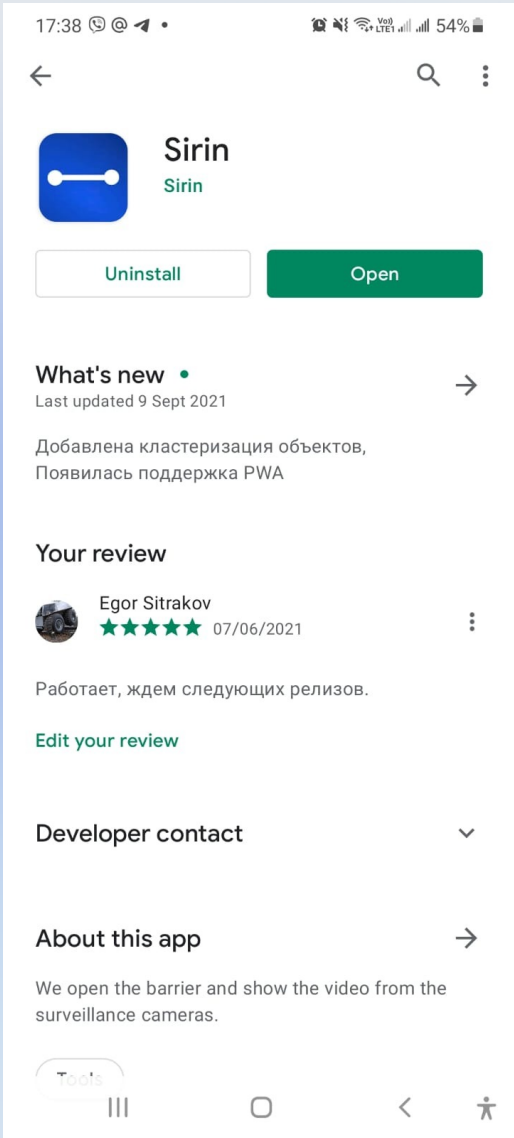 17:38 54%
Sirin
Sirin
Uninstall
Open
What's new
Last updated 9 Sept 2021
Добавлена кластеризация объектов,
Появилась поддержка PWA
Your review
Egor Sitrakov
07/06/2021
Работает, ждем следующих релизов.
Edit your review
Developer contact
About this app
We open the barrier and show the video from the
surveillance cameras.
Tools